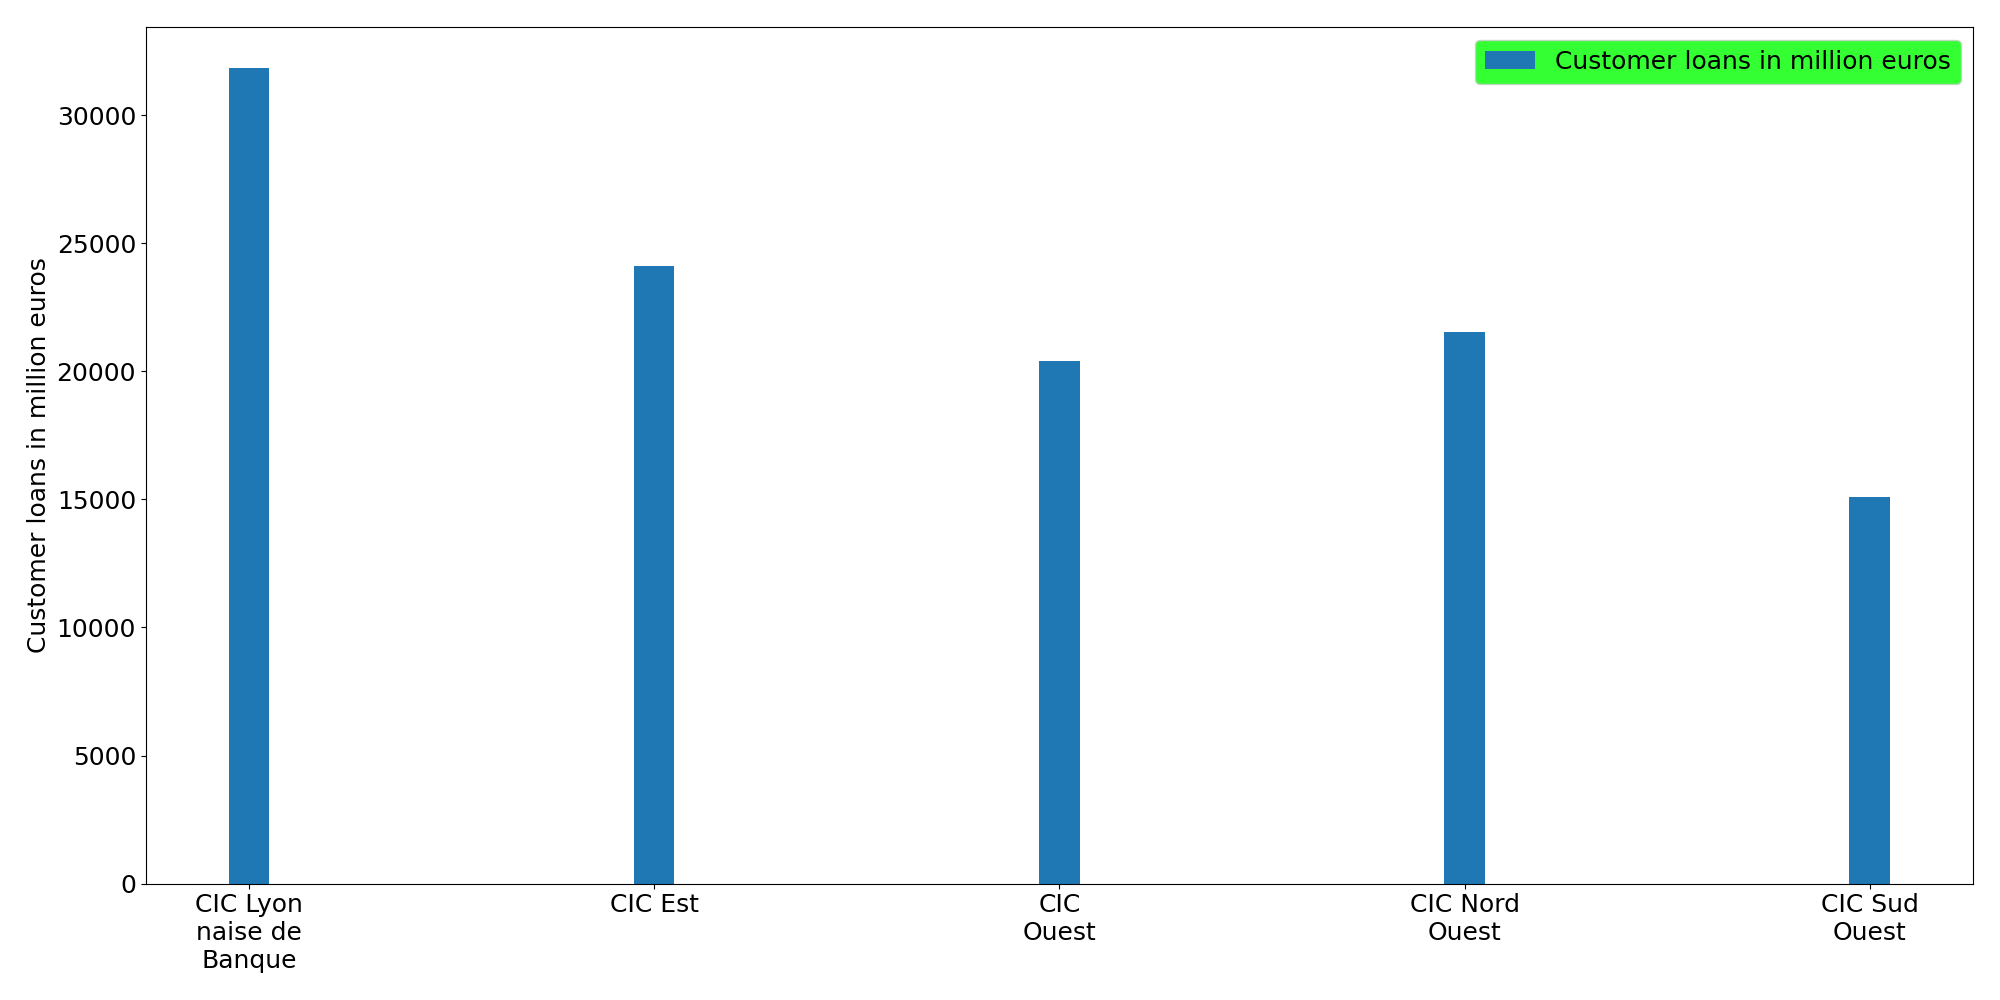 Customer loans in million euros
Customer loans in million euros
30000
25000
20000
15000
10000
5000
0
CIC Lyon
naise de
Banque
CIC Est
CIC
Ouest
CIC Nord
Ouest
CIC Sud
Ouest